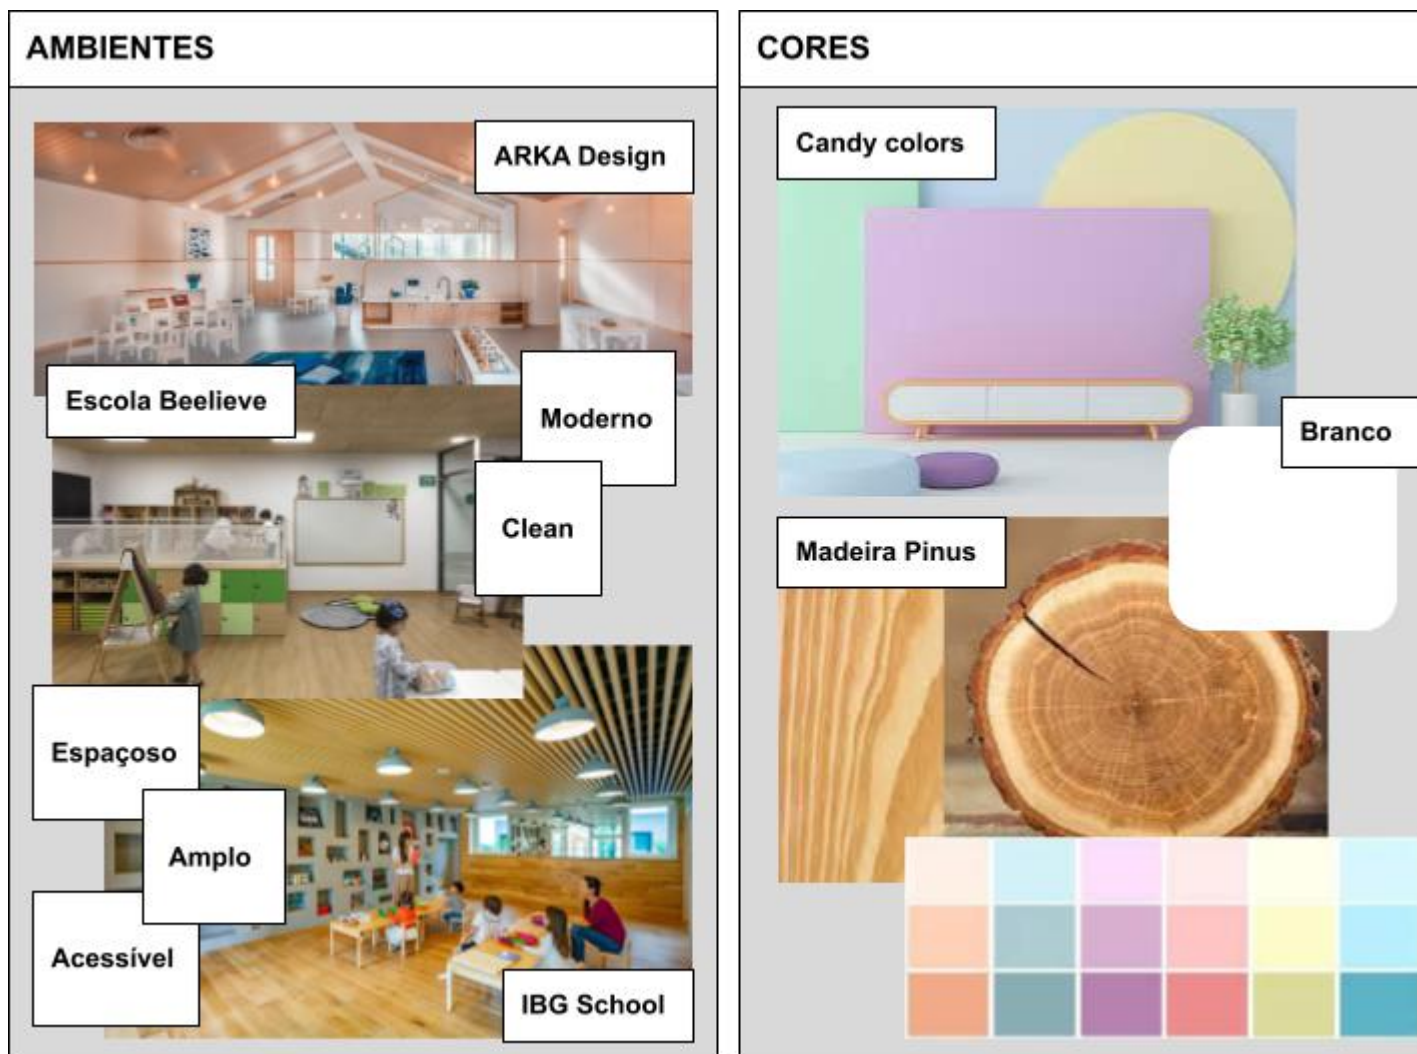 AMBIENTES
ARKA Design
Escola Beelieve
Moderno
Clean
Espaçoso
Amplo
Acessível
IBG School
CORES
Candy colors
Branco
Madeira Pinus